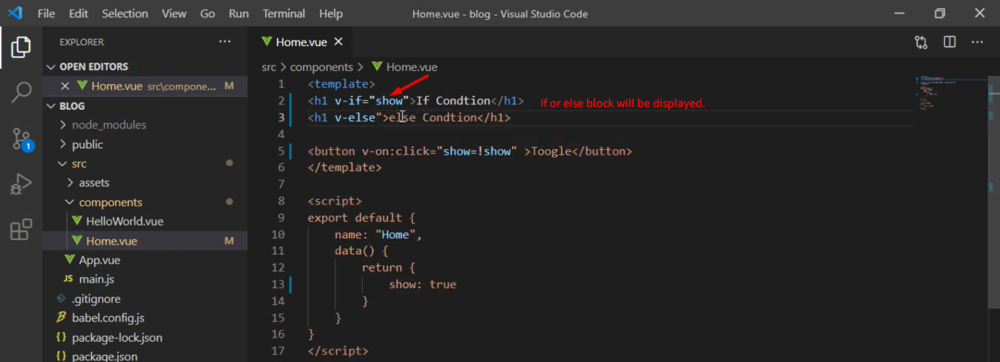 File Edit Selection View Go Run Terminal Help Home.vue - blog - Visual Studio Code
EXPLORER
OPEN EDITORS
Home.vue src\compone... M
BLOG
node_modules
public
src
assets
components
HelloWorld.vue
Home.vue M
App.vue
JS main.js
.gitignore
babel.config.js
{} package-lock.json
{} package.json
1
Home.vue
src > components > Home.vue
1 <template>
2 <h1 v-if="show">If Condtion</h1>
If or else block will be displayed.
3 <h1 v-else">else Condtion</h1>
4
5 <button v-on:click="show=!show" >Toogle</button>
6 </template>
7
8 <script>
9 export default {
10 name: "Home",
11 data() {
12 return {
13 show: true
14 }
15 }
16 }
17 </script>